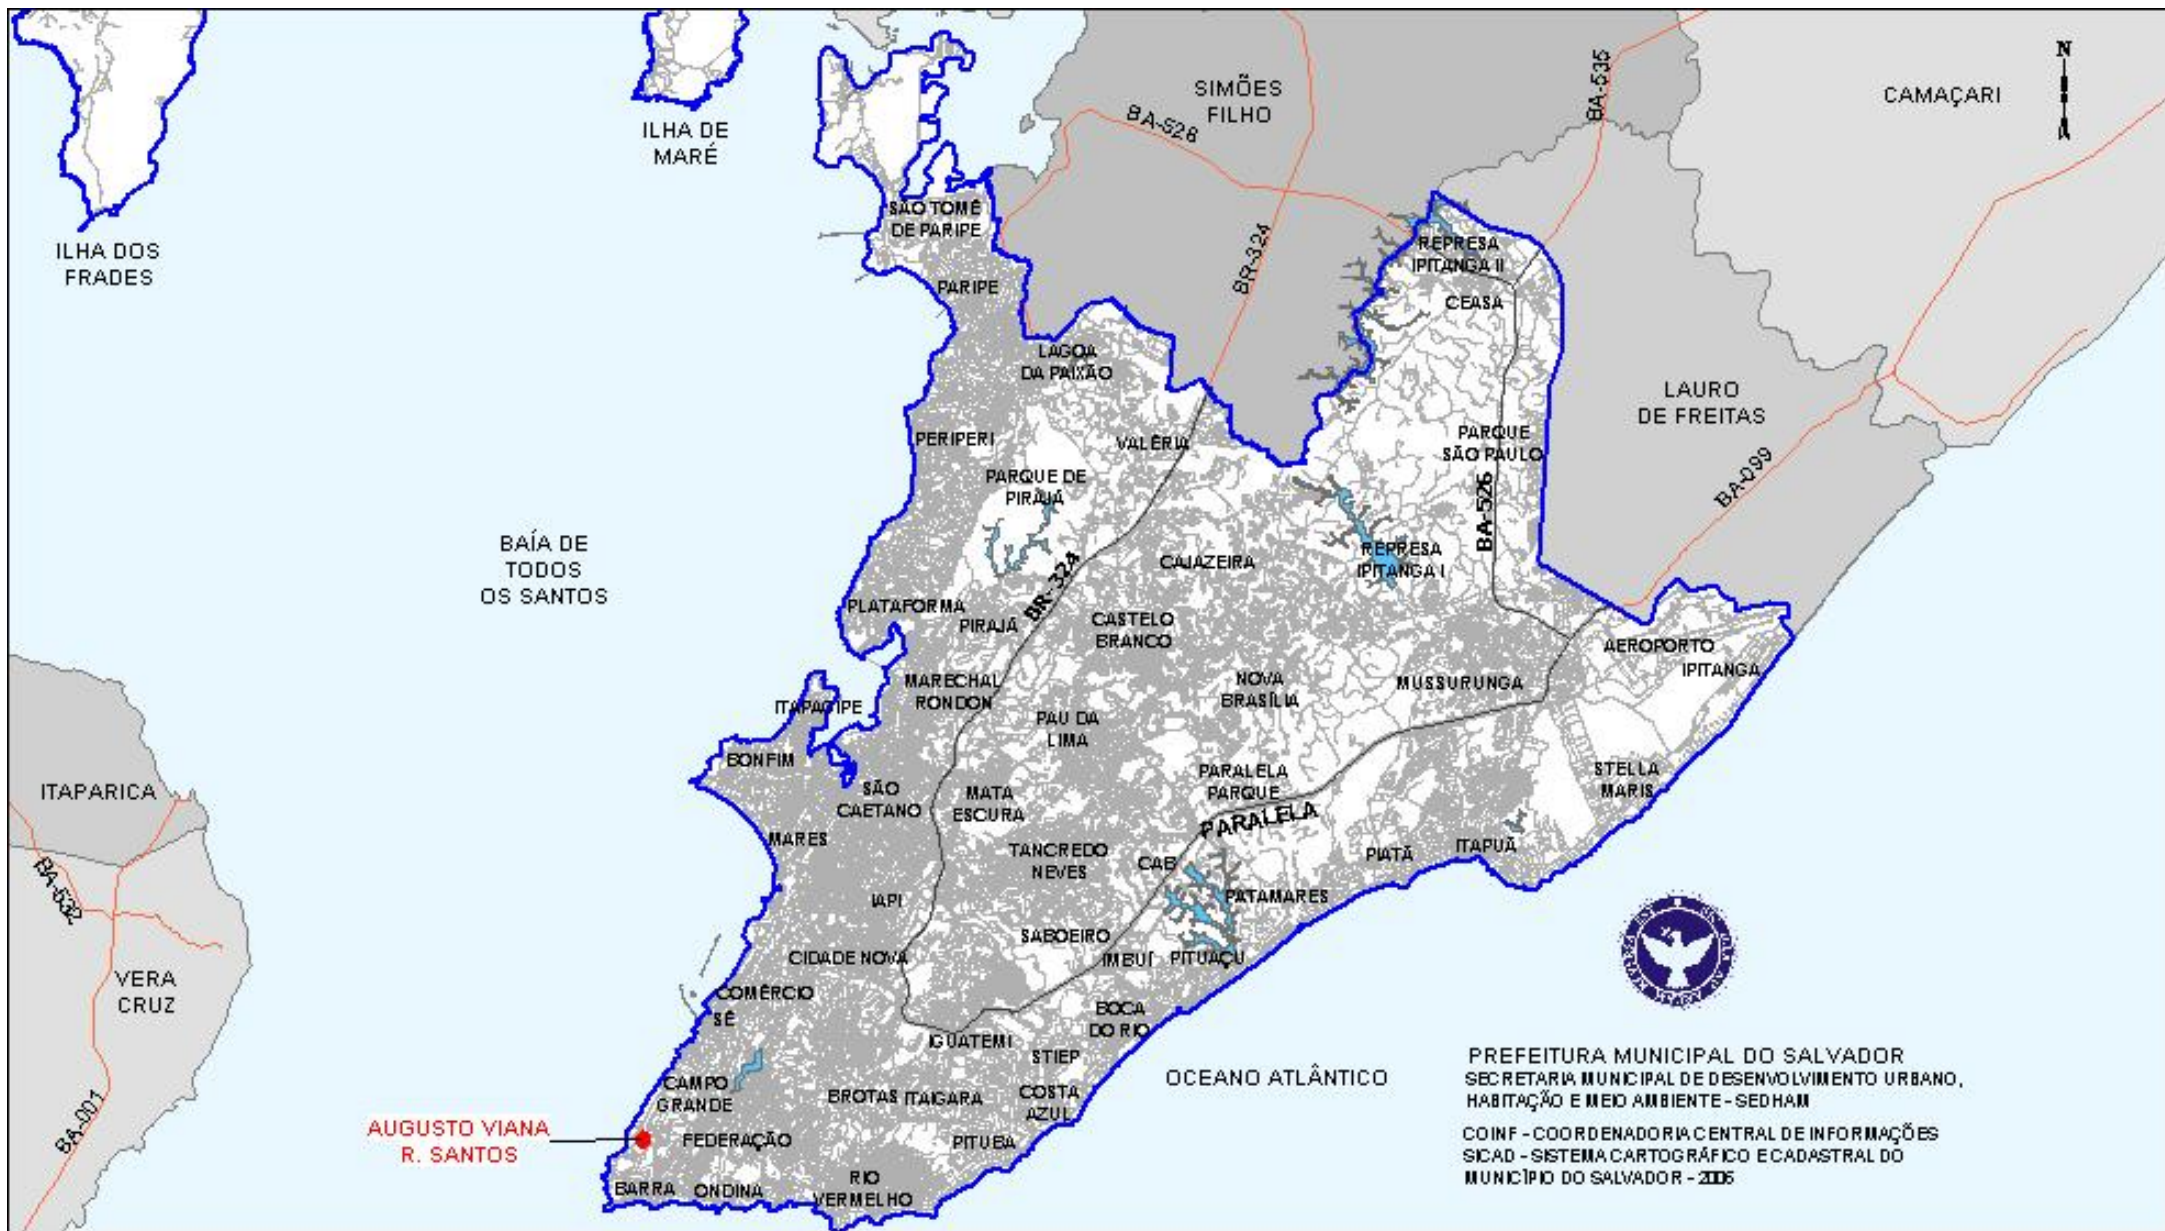 N
SIMÕES
FILHO
BA-535
CAMAÇARI
BA-526
ILHA DE
MARÉ
SÃO TOMÉ
DE PARIPE
ILHA DOS
FRADES
BR-324
REPRESA
IPITANGA II
PARIPE
CEASA
LAGOA
DA PAIXÃO
LAURO
DE FREITAS
PERIPERI
VALÉRIA
PARQUE
SÃO PAULO
PARQUE DE
PIRAJÁ
BA-099
BA-526
BAÍA DE
TODOS
OS SANTOS
CAJAZEIRA
REPRESA
IPITANGA I
BR-324
PLATAFORMA
PIRAJÁ
CASTELO
BRANCO
AEROPORTO
IPITANGA
MARECHAL
RONDON
NOVA
BRASÍLIA
MUSSURUNGA
ITAPAGIPE
PAU DA
LIMA
BONFIM
PARALELA
PARQUE
STELLA
MARIS
ITAPARICA
SÃO
CAETANO
MATA
ESCURA
PARALELA
MARES
TANCREDO
NEVES
CAB
PIATÃ
ITAPUÃ
BA-532
IAPI
PATAMARES
SABOEIRO
CIDADE NOVA
IMBUÍ
PITUAÇU
VERA
CRUZ
COMÉRCIO
SÉ
BOCA
DO RIO
IGUATEMI
STIEP
OCEANO ATLÂNTICO
CAMPO
GRANDE
BROTAS
ITAIGARA
COSTA
AZUL
BA-001
AUGUSTO VIANA
R. SANTOS
FEDERAÇÃO
PITUBA
BARRA
ONDINA
RIO
VERMELHO
PREFEITURA MUNICIPAL DO SALVADOR
SECRETARIA MUNICIPAL DE DESENVOLVIMENTO URBANO,
HABITAÇÃO E MEIO AMBIENTE - SEDHAM
COINF - COORDENADORIA CENTRAL DE INFORMAÇÕES
SICAD - SISTEMA CARTOGRÁFICO E CADASTRAL DO
MUNICÍPIO DO SALVADOR - 2006